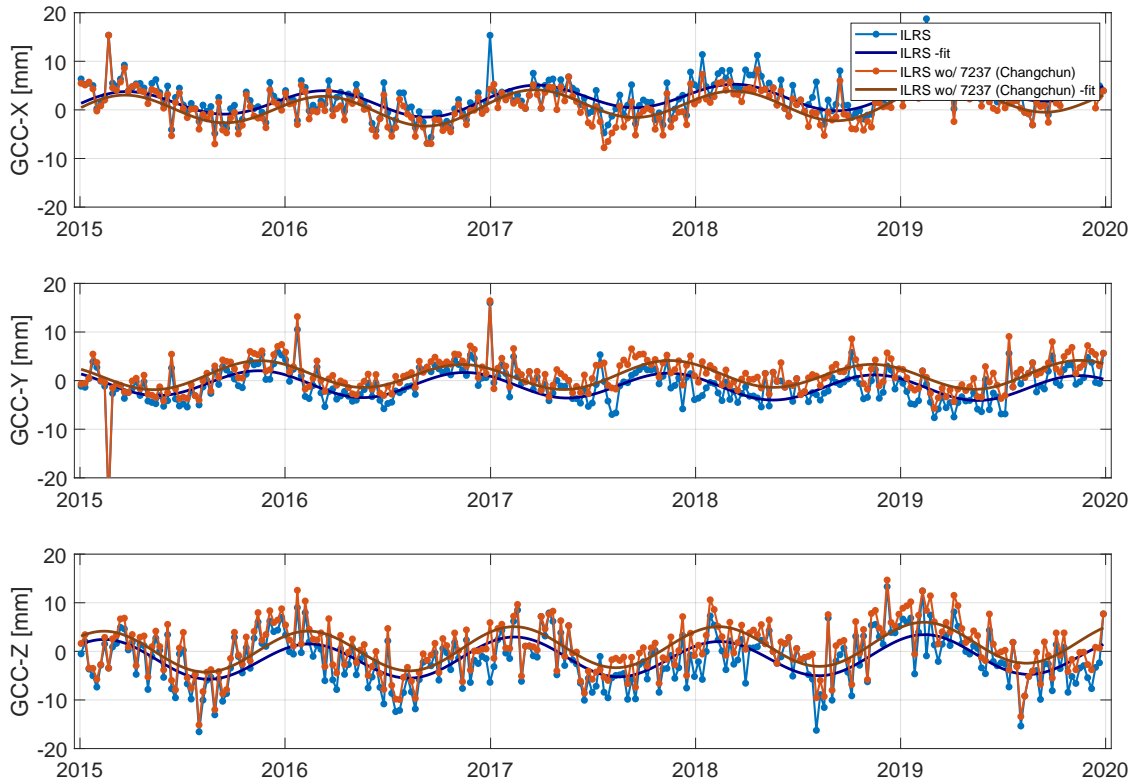 20
10
0
-10
-20
GCC-X [mm]
ILRS
ILRS -fit
ILRS wo/ 7237 (Changchun)
ILRS wo/ 7237 (Changchun) -fit
2015 2016 2017 2018 2019 2020
20
10
0
-10
-20
GCC-Y [mm]
2015 2016 2017 2018 2019 2020
20
10
0
-10
-20
GCC-Z [mm]
2015 2016 2017 2018 2019 2020